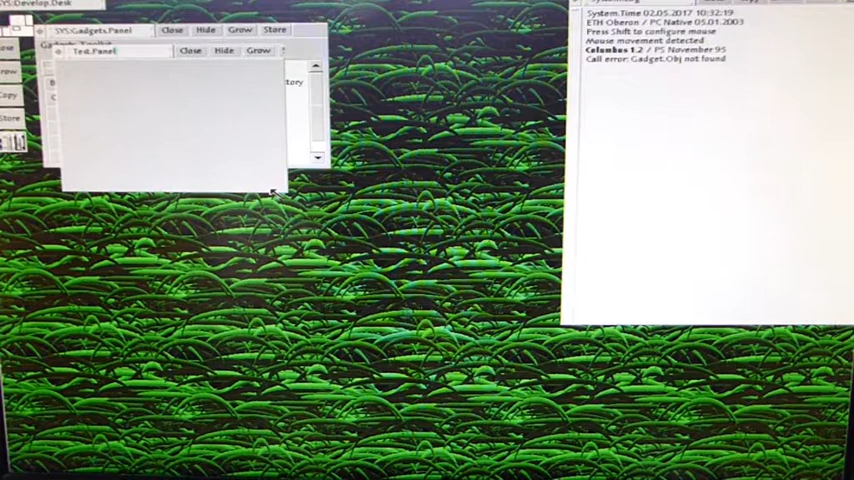 SYS:Develop.Desk
SYS:Gadgets.Panel Close Hide Grow Store
Test.Panel Close Hide Grow
Copy
Store
System.Time 02.05.2017 10:32:19
ETH Oberon / PC Native 05.01.2003
Press Shift to configure mouse
Mouse movement detected
Columbus 1.2 / PS November 95
Call error: Gadget.Obj not found